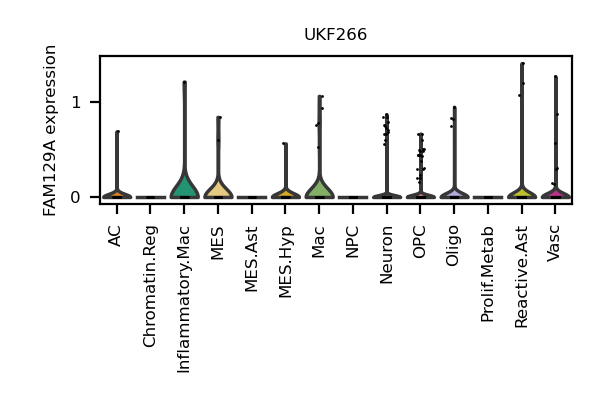 UKF266
FAM129A expression
1
0
AC
Chromatin.Reg
Inflammatory.Mac
MES
MES.Ast
MES.Hyp
Mac
NPC
Neuron
OPC
Oligo
Prolif.Metab
Reactive.Ast
Vasc